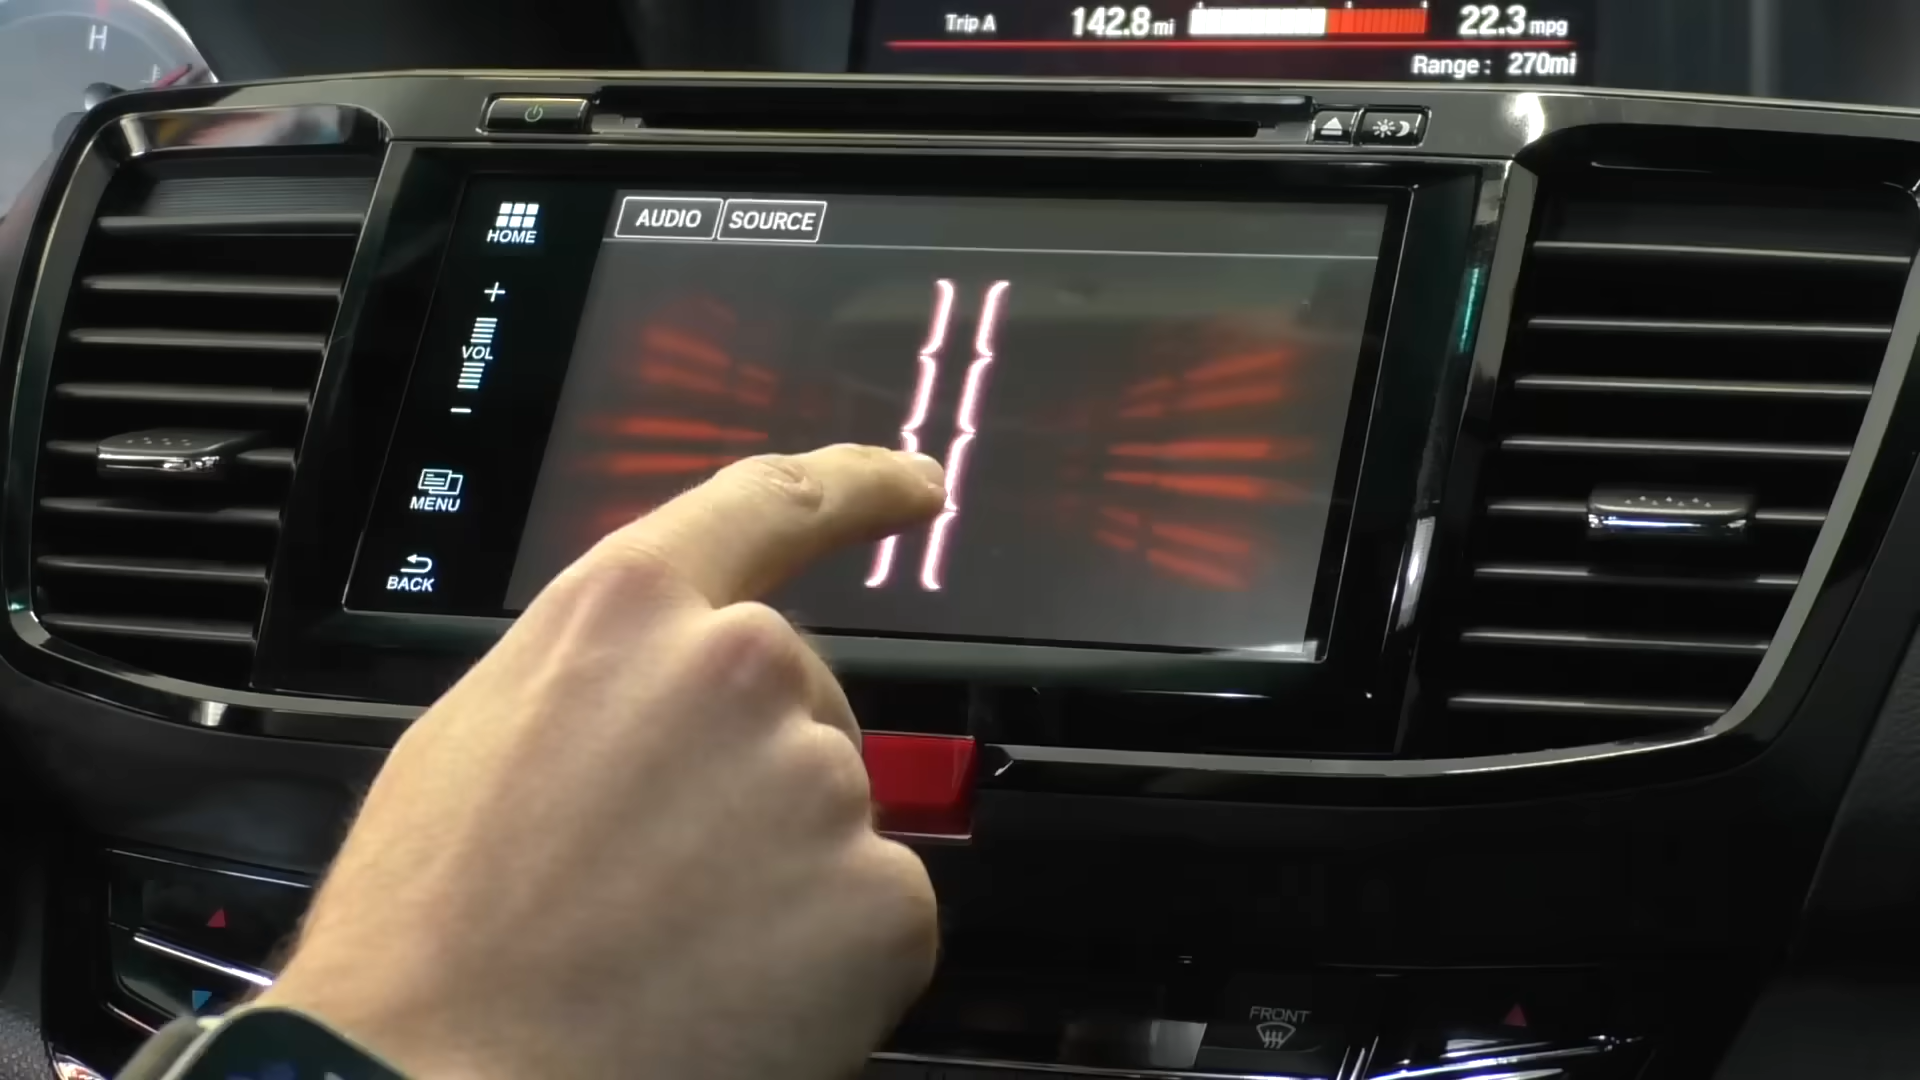 H
Trip A 142.8 mi 22.3 mpg
Range : 270mi
AUDIO SOURCE
HOME
VOL
MENU
BACK
FRONT